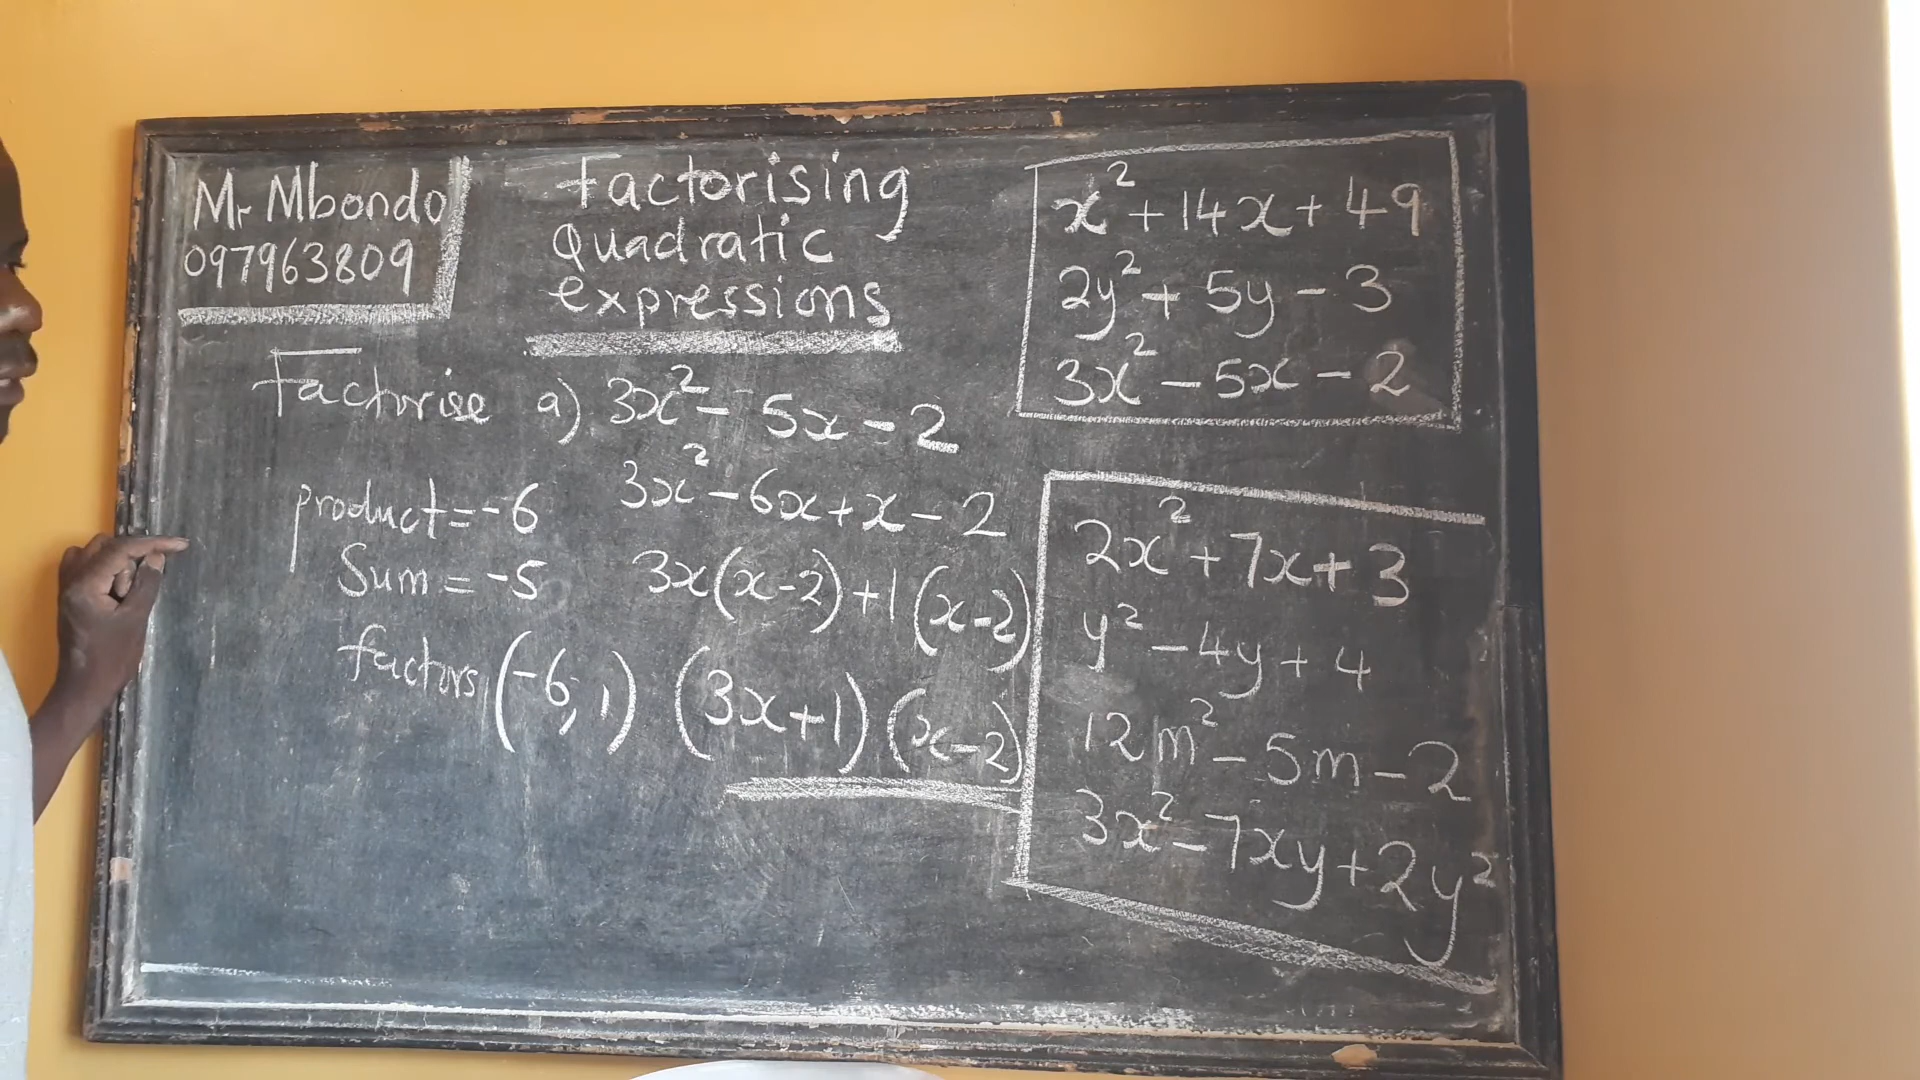 Mr Mbondo
097963809
Factorising
Quadratic
expressions
Factorise a) 3x² - 5x - 2
3x² - 6x + x - 2
product = -6
Sum = -5
3x(x-2) + 1(x-2)
factors (-6, 1)
(3x+1)(x-2)
x² + 14x + 49
2y² + 5y - 3
3x² - 5x - 2
2x² + 7x + 3
y² - 4y + 4
12m² - 5m - 2
3x² - 7xy + 2y²